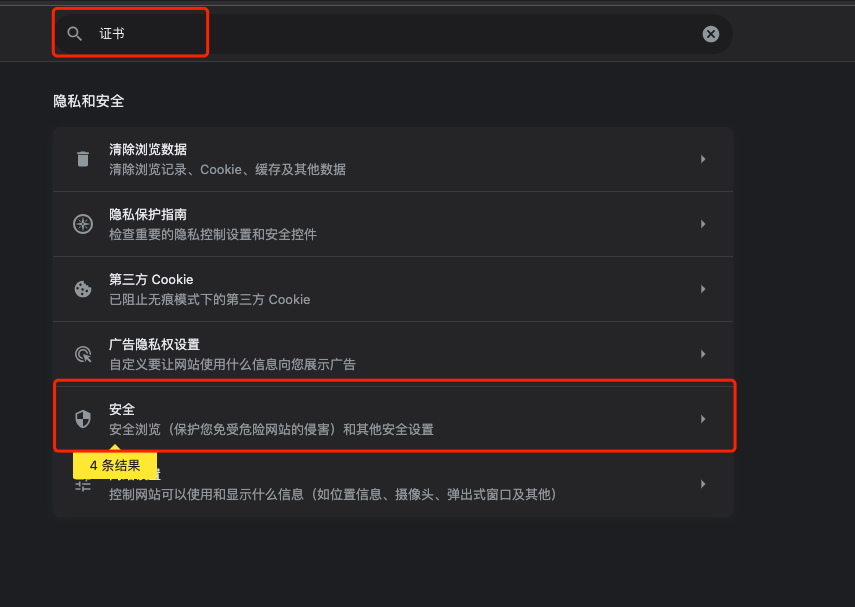 证书
隐私和安全
清除浏览数据
清除浏览记录、Cookie、缓存及其他数据
隐私保护指南
检查重要的隐私控制设置和安全控件
第三方 Cookie
已阻止无痕模式下的第三方 Cookie
广告隐私权设置
自定义要让网站使用什么信息向您展示广告
安全
安全浏览（保护您免受危险网站的侵害）和其他安全设置
4 条结果
控制网站可以使用和显示什么信息（如位置信息、摄像头、弹出式窗口及其他）